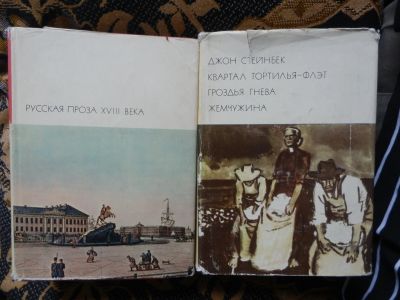 РУССКАЯ ПРОЗА XVIII ВЕКА
ДЖОН СТЕЙНБЕК
КВАРТАЛ ТОРТИЛЬЯ-ФЛЭТ
ГРОЗДЬЯ ГНЕВА
ЖЕМЧУЖИНА